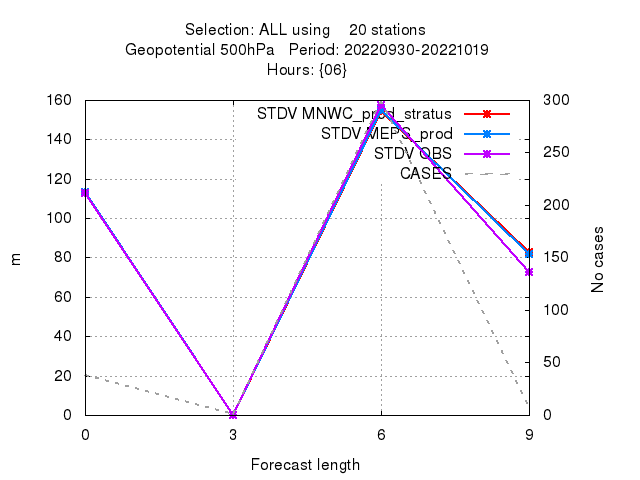 Selection: ALL using 20 stations
Geopotential 500hPa Period: 20220930-20221019
Hours: {06}
160 300
STDV MNWC_prod_stratus
140
STDV MEPS_prod
250
STDV OBS
120
CASES
100 200
m
80 150
No cases
60
100
40
20 50
0 0
0 3 6 9
Forecast length